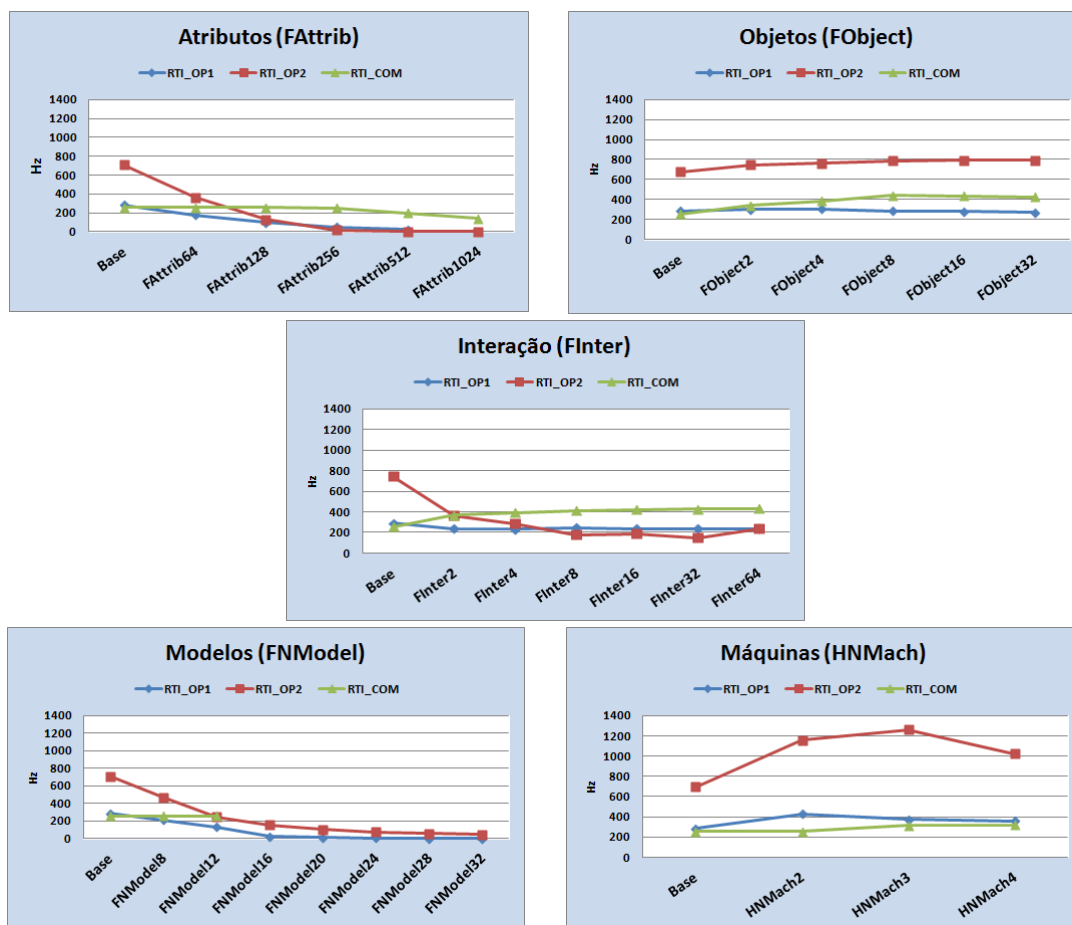 Atributos (FAttrib)
RTI_OP1 RTI_OP2 RTI_COM
1400
1200
1000
800
600
400
200
0
Hz
Base FAttrib64 FAttrib128 FAttrib256 FAttrib512 FAttrib1024
Objetos (FObject)
RTI_OP1 RTI_OP2 RTI_COM
1400
1200
1000
800
600
400
200
0
Hz
Base FObject2 FObject4 FObject8 FObject16 FObject32
Interação (FInter)
RTI_OP1 RTI_OP2 RTI_COM
1400
1200
1000
800
600
400
200
0
Hz
Base FInter2 FInter4 FInter8 FInter16 FInter32 FInter64
Modelos (FNModel)
RTI_OP1 RTI_OP2 RTI_COM
1400
1200
1000
800
600
400
200
0
Hz
Base FNModel8 FNModel12 FNModel16 FNModel20 FNModel24 FNModel28 FNModel32
Máquinas (HNMach)
RTI_OP1 RTI_OP2 RTI_COM
1400
1200
1000
800
600
400
200
0
Hz
Base HNMach2 HNMach3 HNMach4